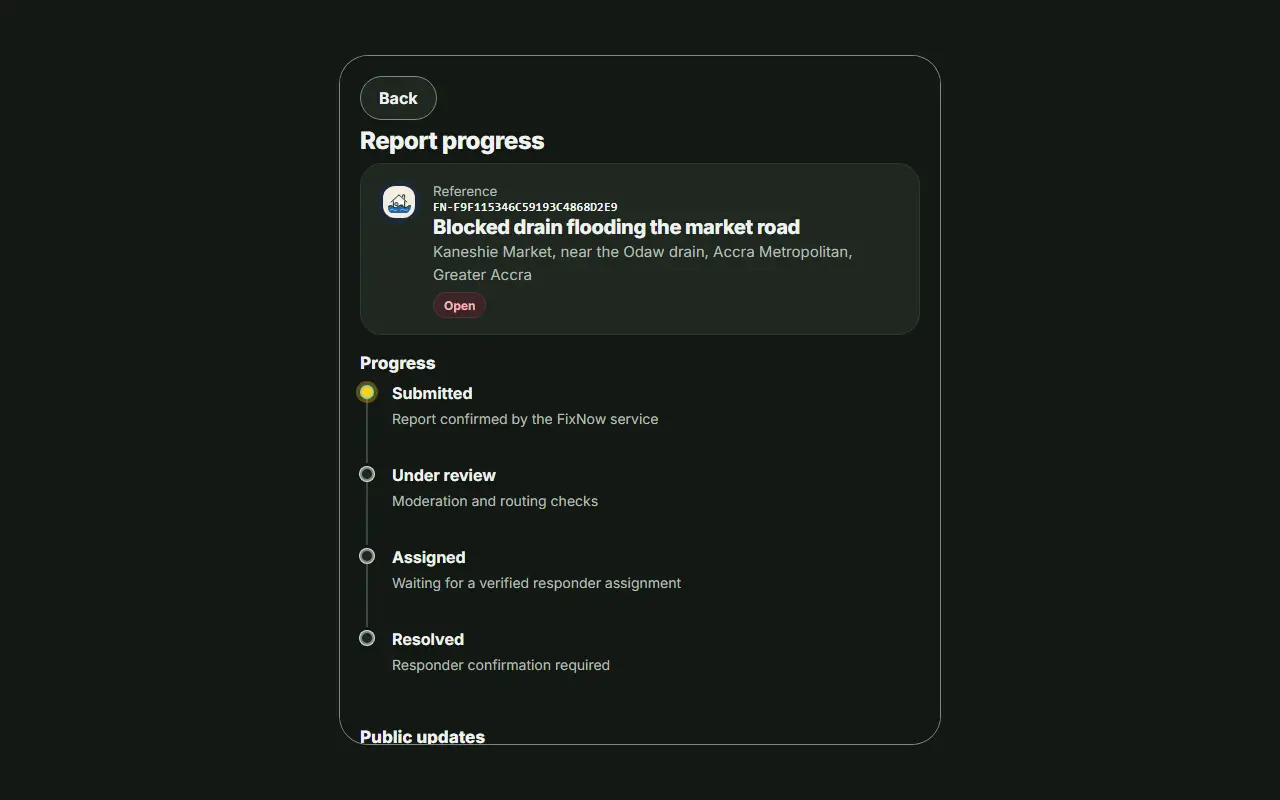 Back
Report progress
Reference
FN-F9F115346C59193C4868D2E9
Blocked drain flooding the market road
Kaneshie Market, near the Odaw drain, Accra Metropolitan,
Greater Accra
Open
Progress
Submitted
Report confirmed by the FixNow service
Under review
Moderation and routing checks
Assigned
Waiting for a verified responder assignment
Resolved
Responder confirmation required
Public updates